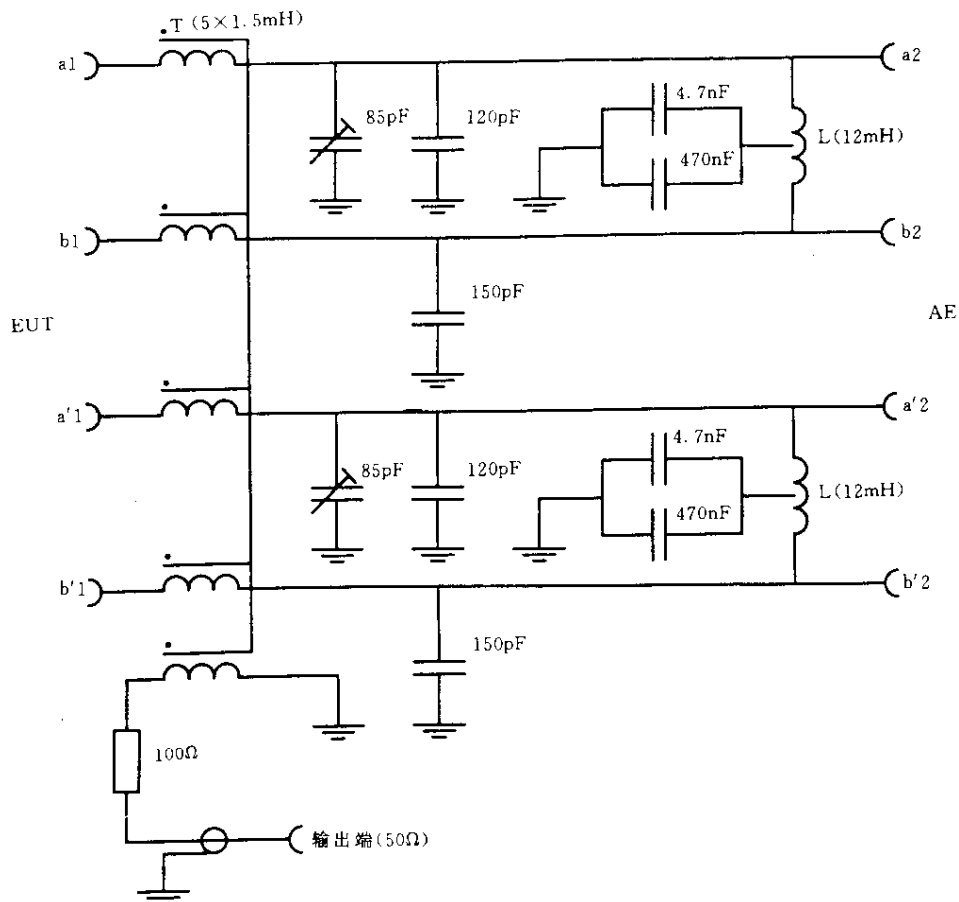 T (5×1.5mH)
a1
a2
85pF
120pF
4.7nF
470nF
L(12mH)
b1
b2
150pF
EUT
AE
a'1
a'2
85pF
120pF
4.7nF
470nF
L(12mH)
b'1
b'2
150pF
100Ω
输出端(50Ω)